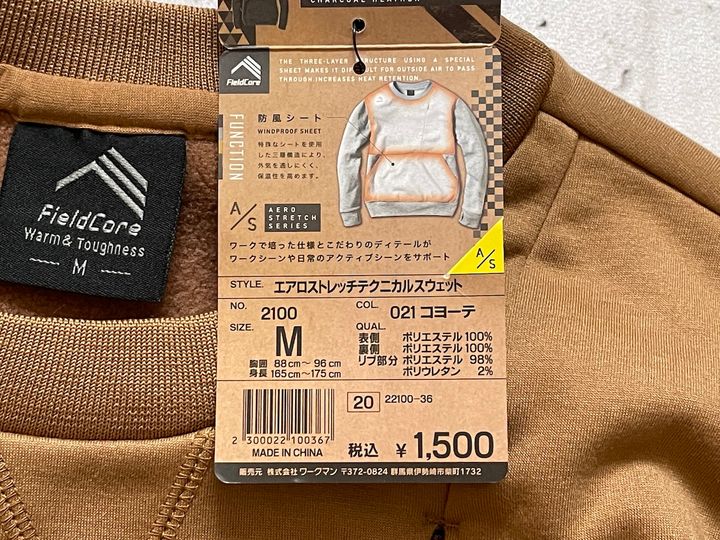 CHARCOAL HEATHER
FieldCore
THE THREE-LAYER STRUCTURE USING A SPECIAL
SHEET MAKES IT DIFFICULT FOR OUTSIDE AIR TO PASS
THROUGH.INCREASES HEAT RETENTION.
FUNCTION
防風シート
WINDPROOF SHEET
特殊なシートを使用
した三層構造により、
外気を通しにくく、
保温性を高めます。
A/S
AERO
STRETCH
SERIES
ワークで培った仕様とこだわりのディテールが
ワークシーンや日常のアクティブシーンをサポート
A/S
STYLE. エアロストレッチテクニカルスウェット
NO. 2100
COL. 021 コヨーテ
SIZE. M
胸囲 88cm〜 96cm
身長 165cm〜175cm
QUAL.
表側 ポリエステル 100%
裏側 ポリエステル 100%
リブ部分 ポリエステル 98%
ポリウレタン 2%
20 22100-36
2 300022 100367
MADE IN CHINA
税込 ¥1,500
販売元 株式会社 ワークマン 〒372-0824 群馬県伊勢崎市柴町1732
FieldCore
Warm & Toughness
M